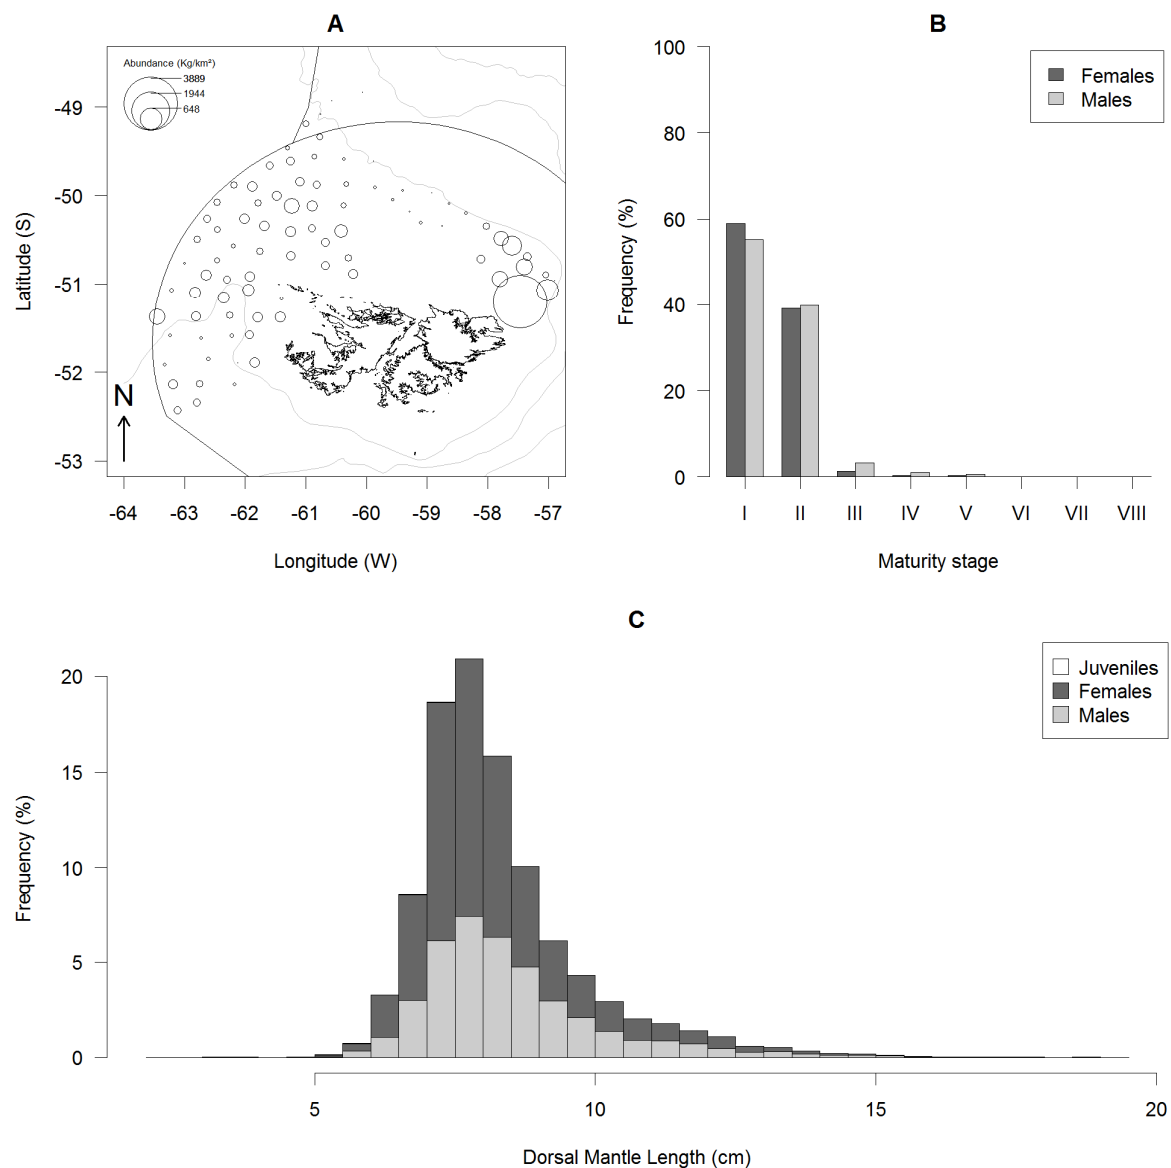 A
Abundance (Kg/km²)
3889
1944
648
-49
-50
-51
-52
-53
Latitude (S)
N
-64 -63 -62 -61 -60 -59 -58 -57
Longitude (W)
B
100
80
60
40
20
0
Frequency (%)
Females
Males
I II III IV V VI VII VIII
Maturity stage
C
20
15
10
5
0
Frequency (%)
Juveniles
Females
Males
5 10 15 20
Dorsal Mantle Length (cm)